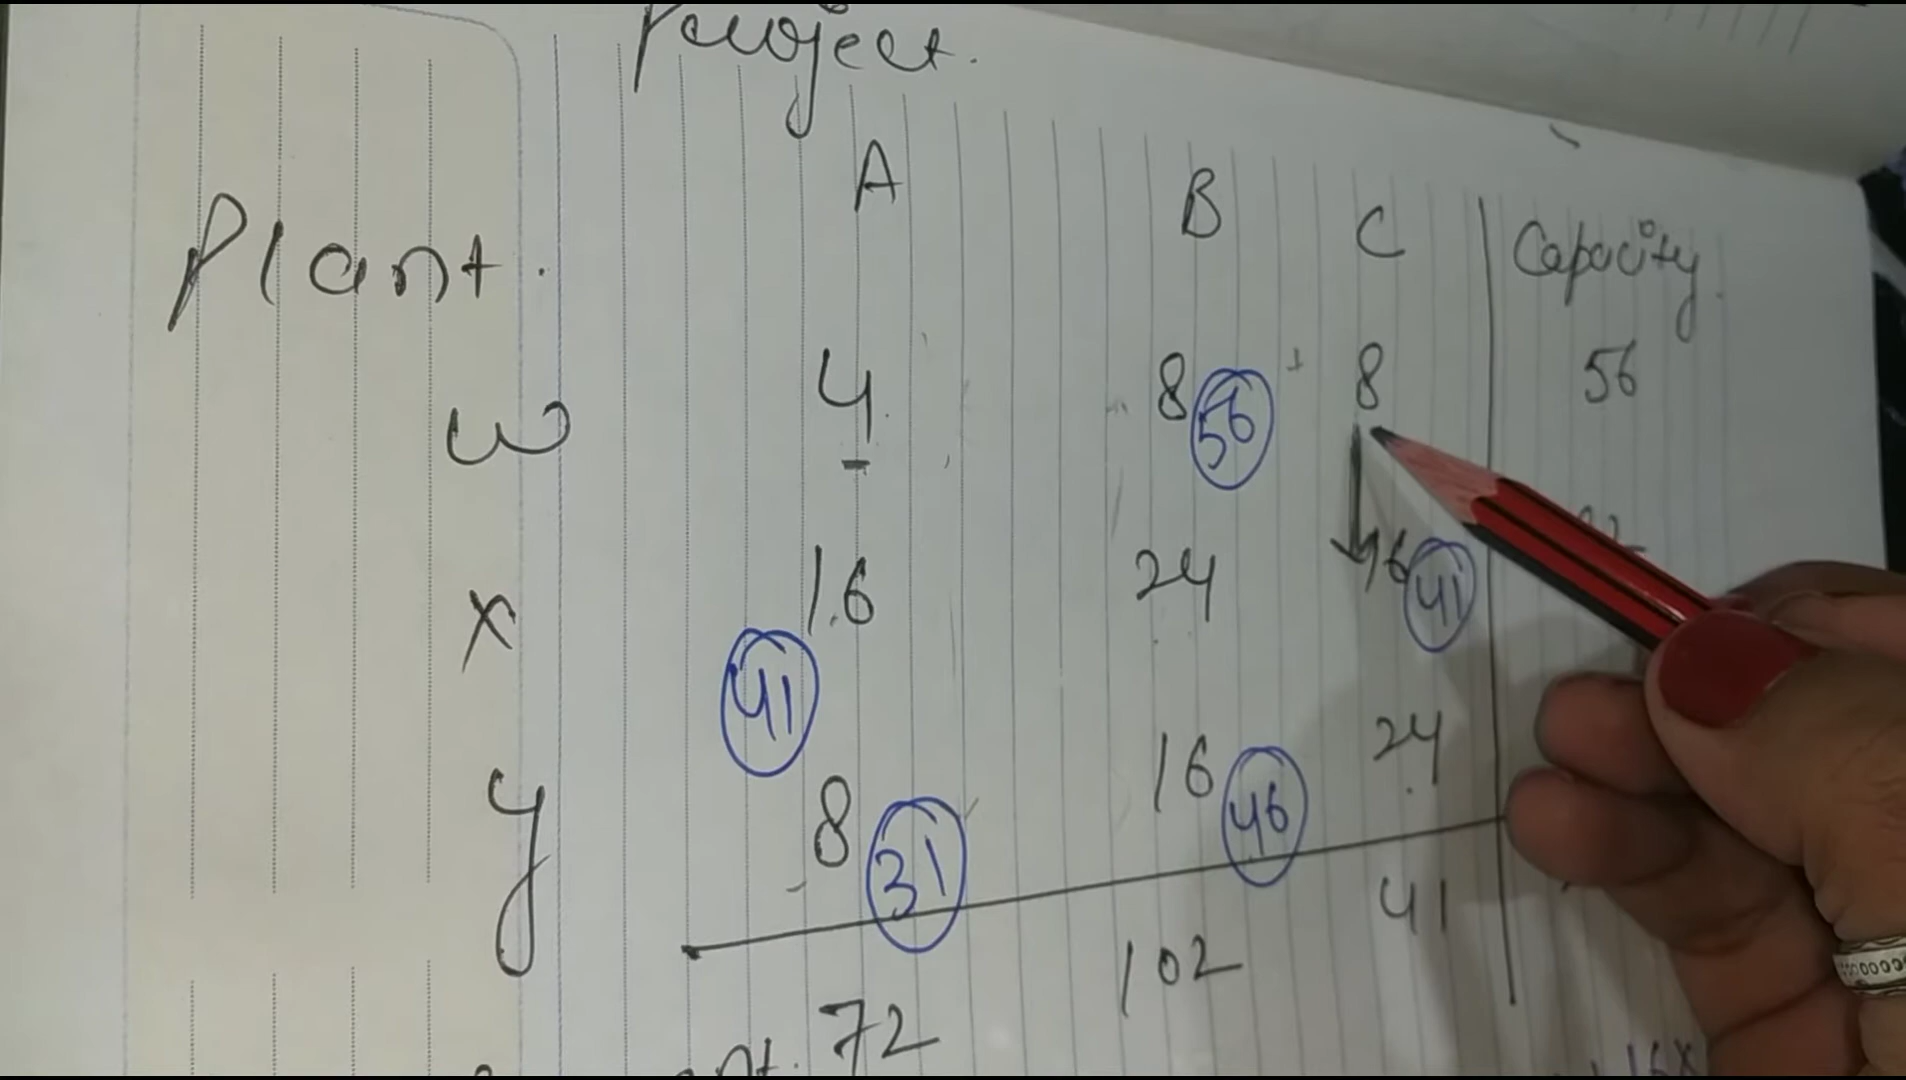 Project.
A B C Capacity.
Plant.
W 4 8 56 8 56
X 16 24 16 41
41
Y 8 31 16 46 24
72 102 41